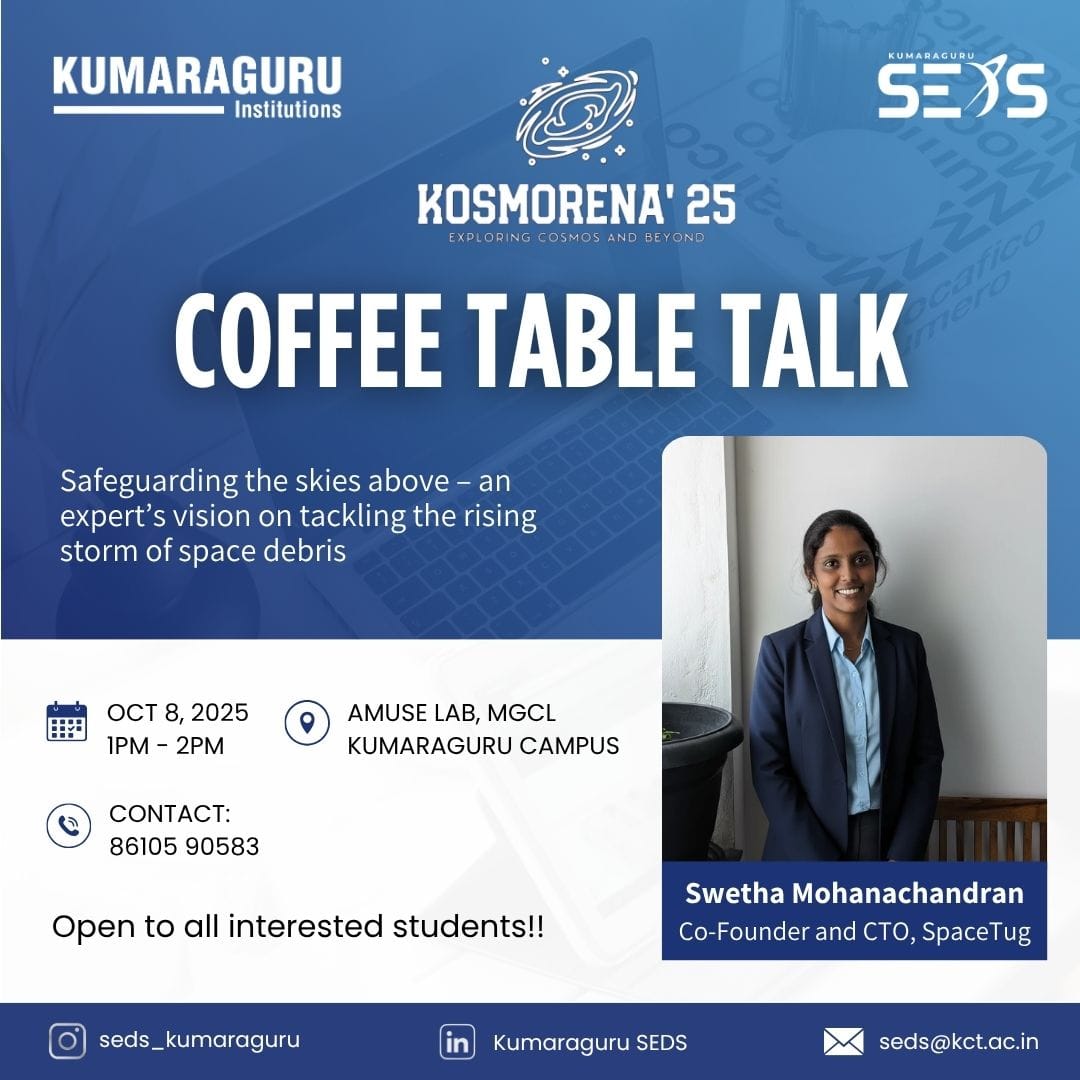 KUMARAGURU
Institutions
KUMARAGURU
SEDS
KOSMORENA' 25
EXPLORING COSMOS AND BEYOND
COFFEE TABLE TALK
Safeguarding the skies above – an
expert's vision on tackling the rising
storm of space debris
OCT 8, 2025
1PM - 2PM
AMUSE LAB, MGCL
KUMARAGURU CAMPUS
CONTACT:
86105 90583
Open to all interested students!!
Swetha Mohanachandran
Co-Founder and CTO, SpaceTug
seds_kumaraguru
in
Kumaraguru SEDS
seds@kct.ac.in